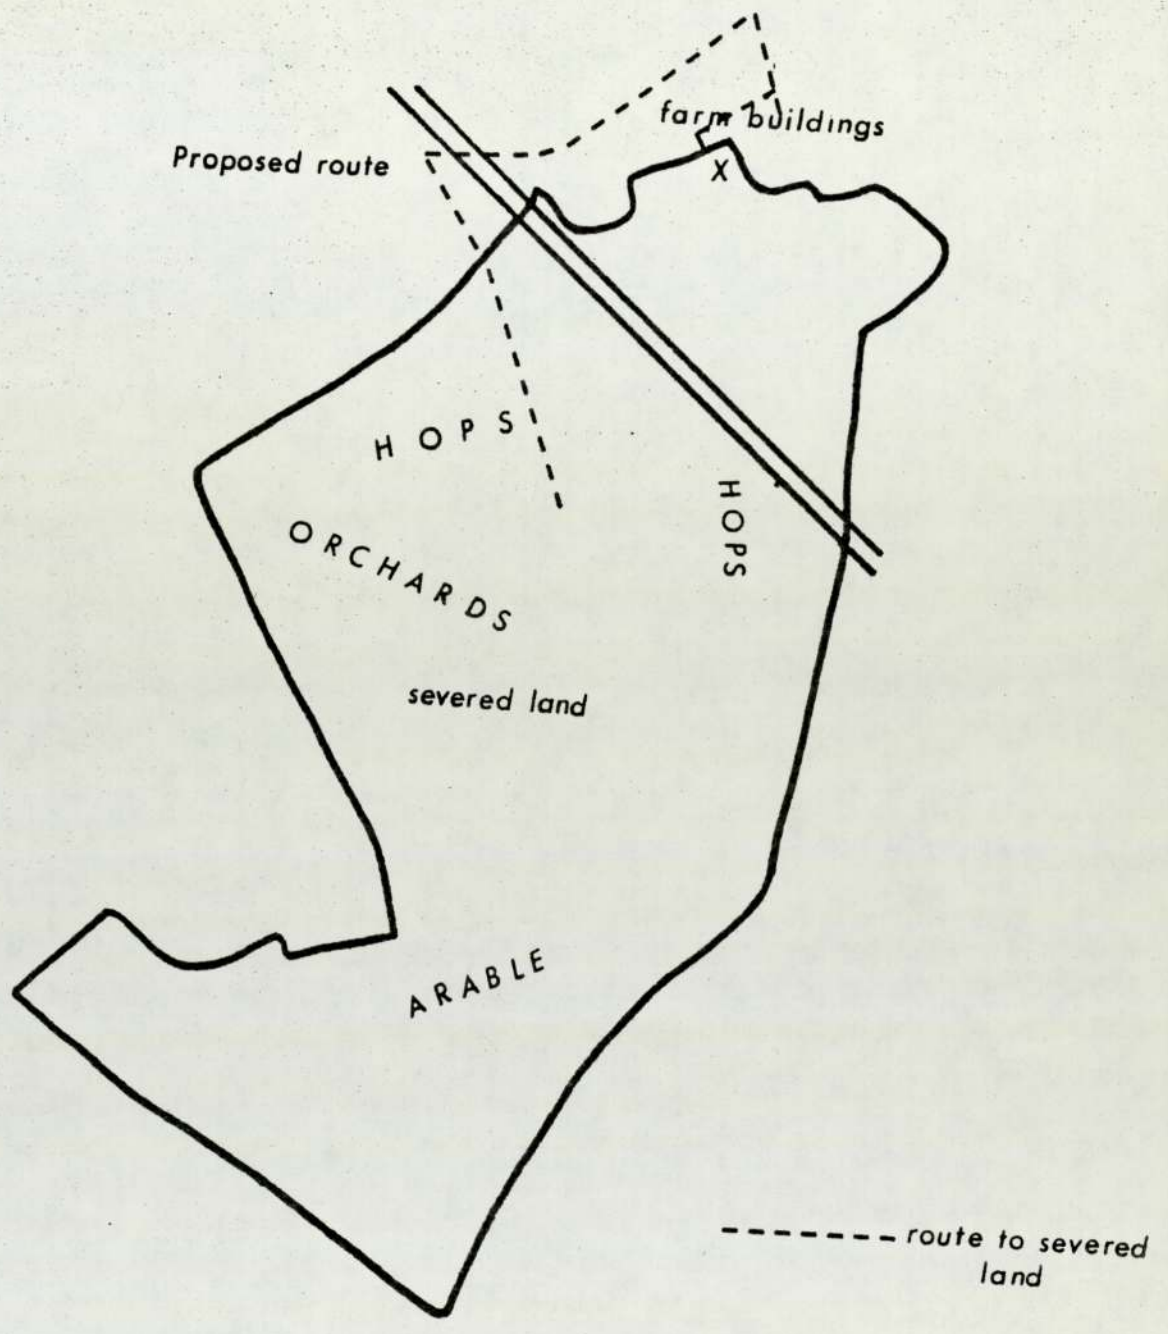 farm buildings
Proposed route
X
HOPS
HOPS
ORCHARDS
severed land
ARABLE
route to severed
land